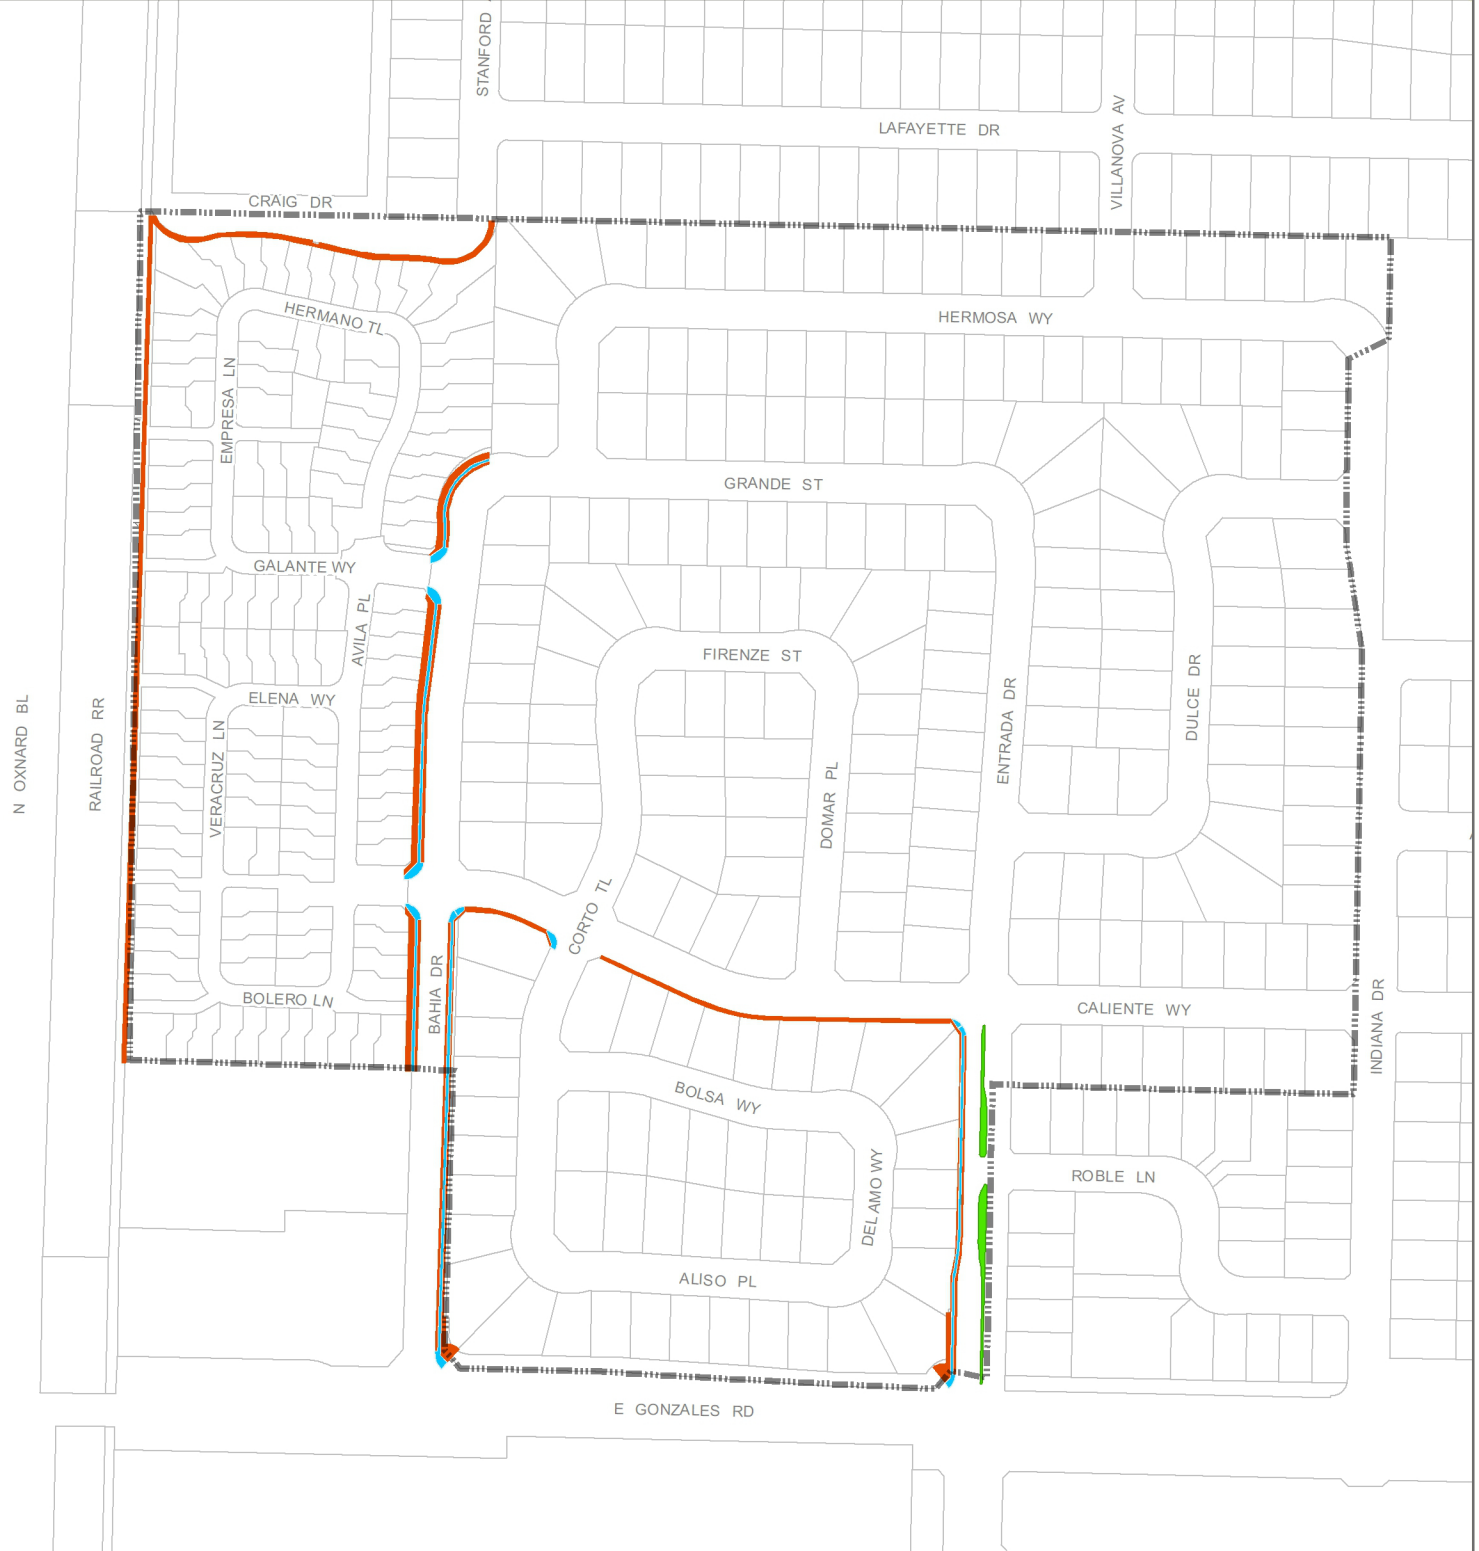 STANFORD
LAFAYETTE DR
VILLANOVA AV
CRAIG DR
HERMANO TL
HERMOSA WY
EMPRESA LN
GRANDE ST
GALANTE WY
AVILA PL
FIRENZE ST
ELENA WY
ENTRADA DR
DULCE DR
N OXNARD BL
RAILROAD RR
VERACRUZ LN
DOMAR PL
CORTO TL
BAHIA DR
BOLERO LN
CALIENTE WY
INDIANA DR
BOLSA WY
ROBLE LN
DEL AMO WY
ALISO PL
E GONZALES RD